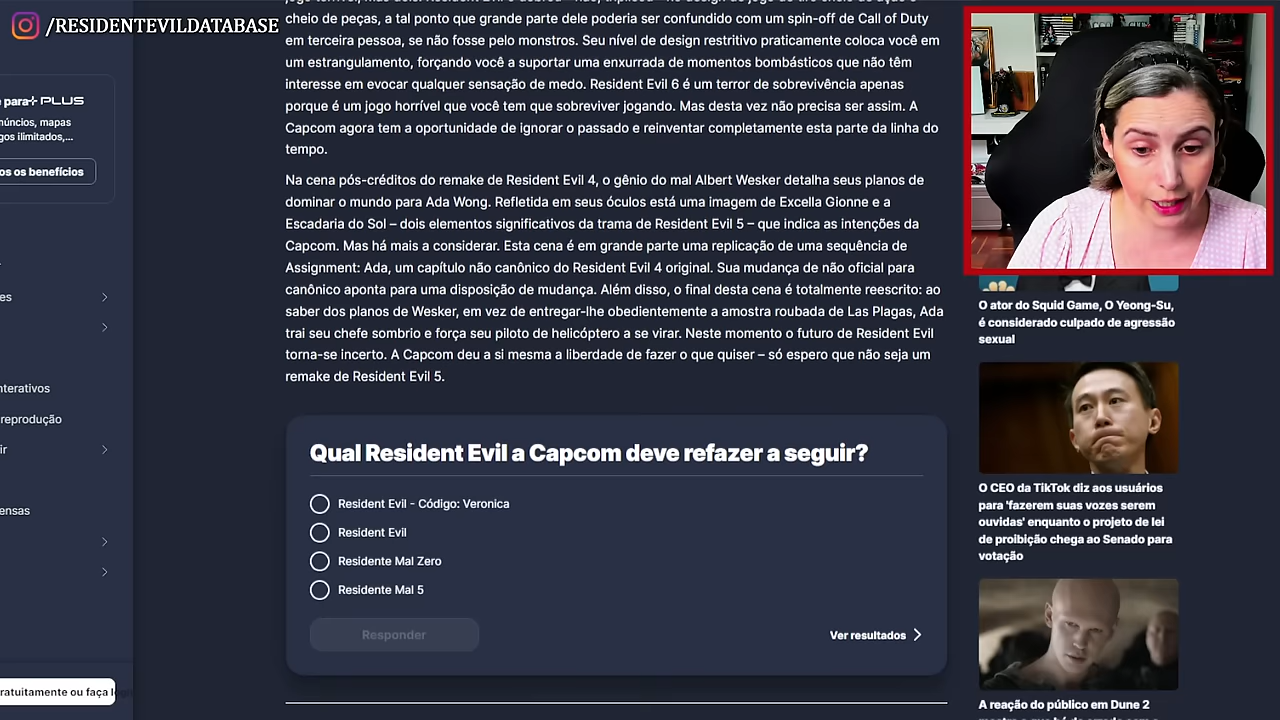 /RESIDENTEVILDATABASE
cheio de peças, a tal ponto que grande parte dele poderia ser confundido com um spin-off de Call of Duty
em terceira pessoa, se não fosse pelo monstros. Seu nível de design restritivo praticamente coloca você em
um estrangulamento, forçando você a suportar uma enxurrada de momentos bombásticos que não têm
interesse em evocar qualquer sensação de medo. Resident Evil 6 é um terror de sobrevivência apenas
porque é um jogo horrível que você tem que sobreviver jogando. Mas desta vez não precisa ser assim. A
Capcom agora tem a oportunidade de ignorar o passado e reinventar completamente esta parte da linha do
tempo.
Na cena pós-créditos do remake de Resident Evil 4, o gênio do mal Albert Wesker detalha seus planos de
dominar o mundo para Ada Wong. Refletida em seus óculos está uma imagem de Excella Gionne e a
Escadaria do Sol – dois elementos significativos da trama de Resident Evil 5 – que indica as intenções da
Capcom. Mas há mais a considerar. Esta cena é em grande parte uma replicação de uma sequência de
Assignment: Ada, um capítulo não canônico do Resident Evil 4 original. Sua mudança de não oficial para
canônico aponta para uma disposição de mudança. Além disso, o final desta cena é totalmente reescrito: ao
saber dos planos de Wesker, em vez de entregar-lhe obedientemente a amostra roubada de Las Plagas, Ada
trai seu chefe sombrio e força seu piloto de helicóptero a se virar. Neste momento o futuro de Resident Evil
torna-se incerto. A Capcom deu a si mesma a liberdade de fazer o que quiser – só espero que não seja um
remake de Resident Evil 5.
Qual Resident Evil a Capcom deve refazer a seguir?
Resident Evil - Código: Veronica
Resident Evil
Residente Mal Zero
Residente Mal 5
Responder
Ver resultados
para PLUS
núncios, mapas
gos ilimitados,...
os os benefícios
es
nterativos
reprodução
ir
ensas
ratuitamente ou faça l
O ator do Squid Game, O Yeong-Su,
é considerado culpado de agressão
sexual
O CEO da TikTok diz aos usuários
para 'fazerem suas vozes serem
ouvidas' enquanto o projeto de lei
de proibição chega ao Senado para
votação
A reação do público em Dune 2